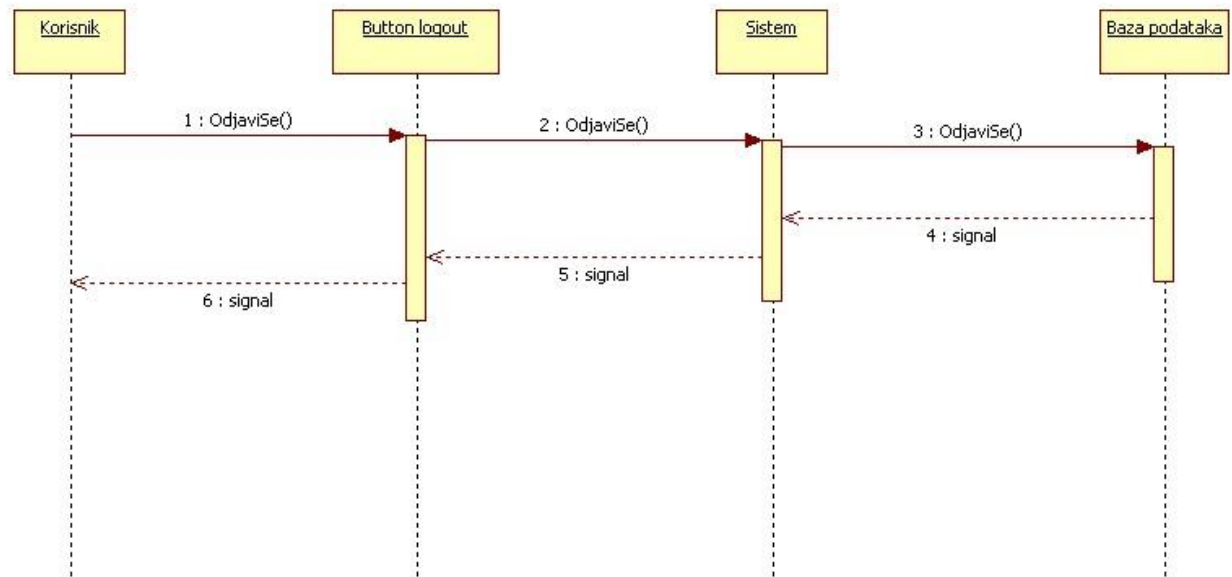 Korisnik
Button logout
Sistem
Baza podataka
1 : OdjaviSe()
2 : OdjaviSe()
3 : OdjaviSe()
4 : signal
5 : signal
6 : signal